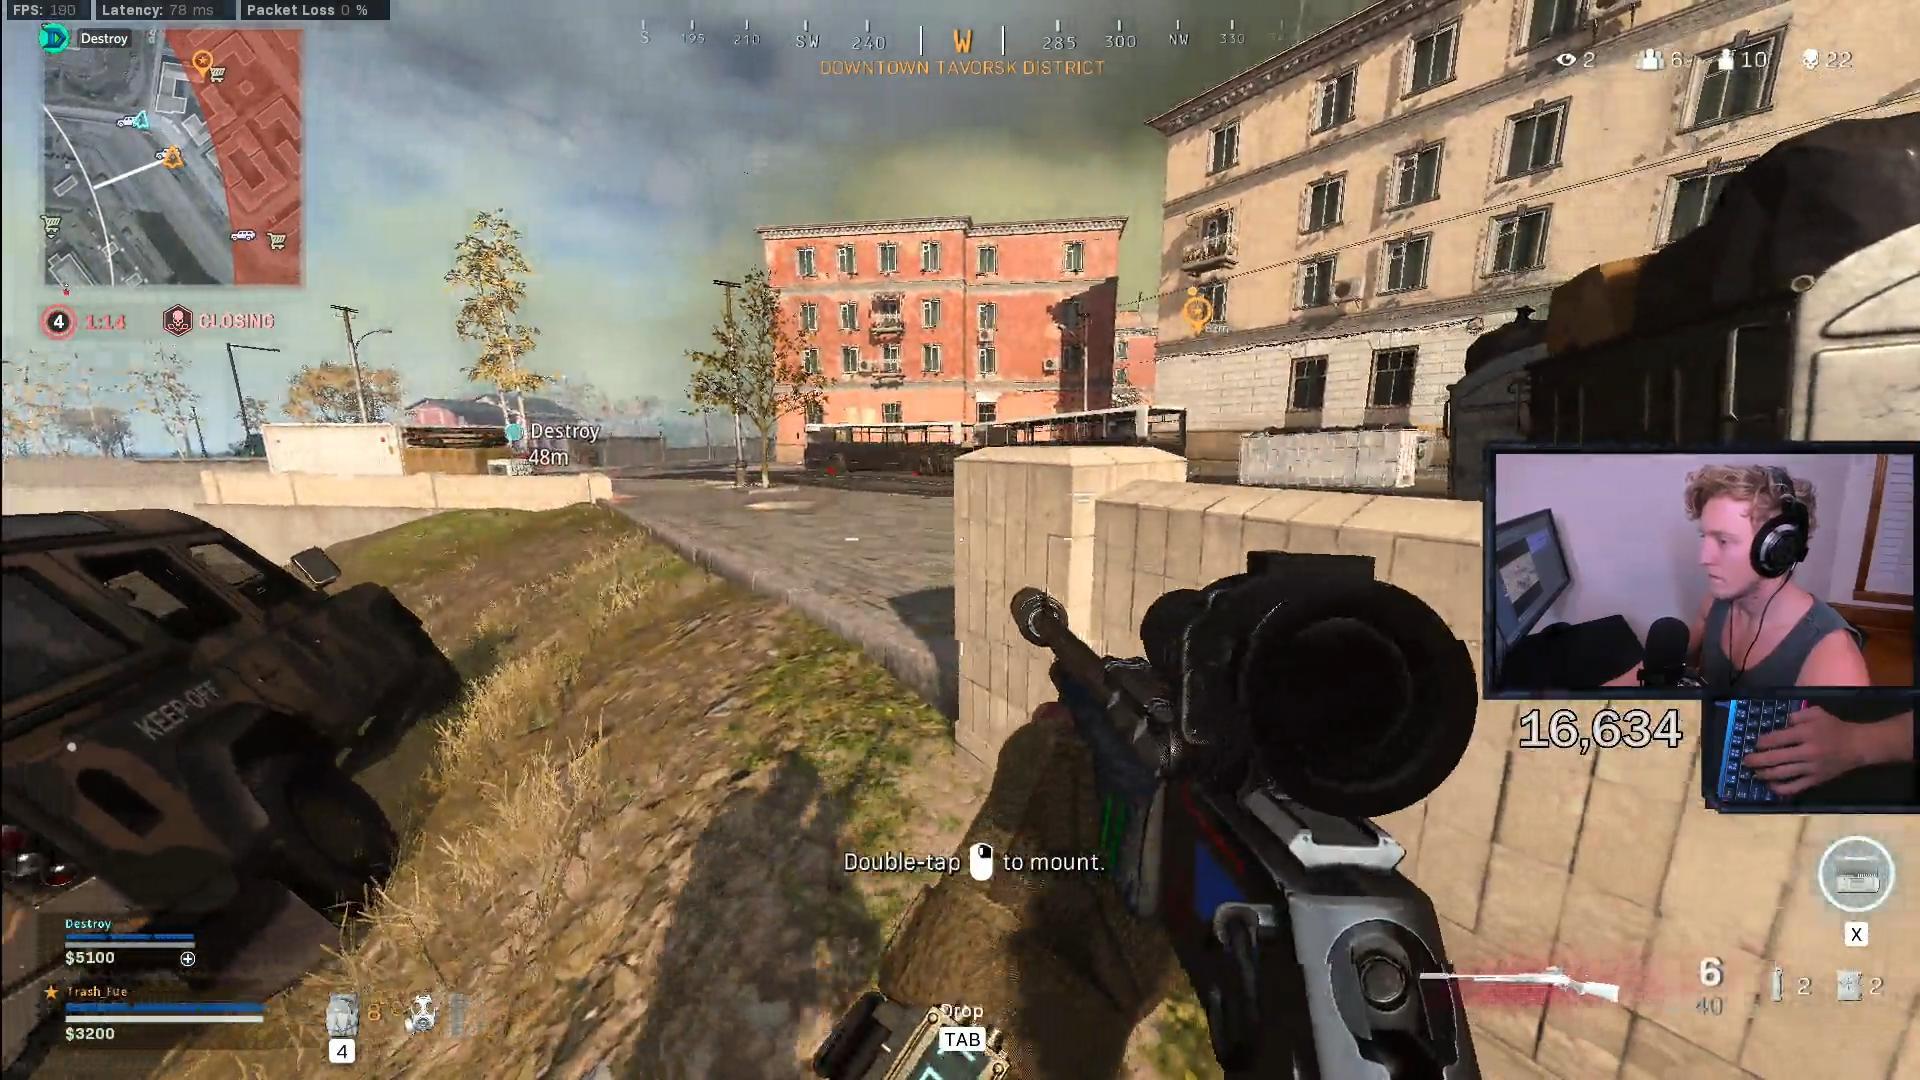 FPS: 190 Latency: 78 ms Packet Loss 0 %
Destroy
S 195 210 SW 240 W 285 300 NW 330
DOWNTOWN TAVORSK DISTRICT
2 6 10 22
4 1:14 CLOSING
82m
Destroy
48m
KEEP OFF
16,634
Double-tap to mount.
Destroy
$5100
Trash_Fue
$3200
8
4
Drop
TAB
X
6
40
2 2